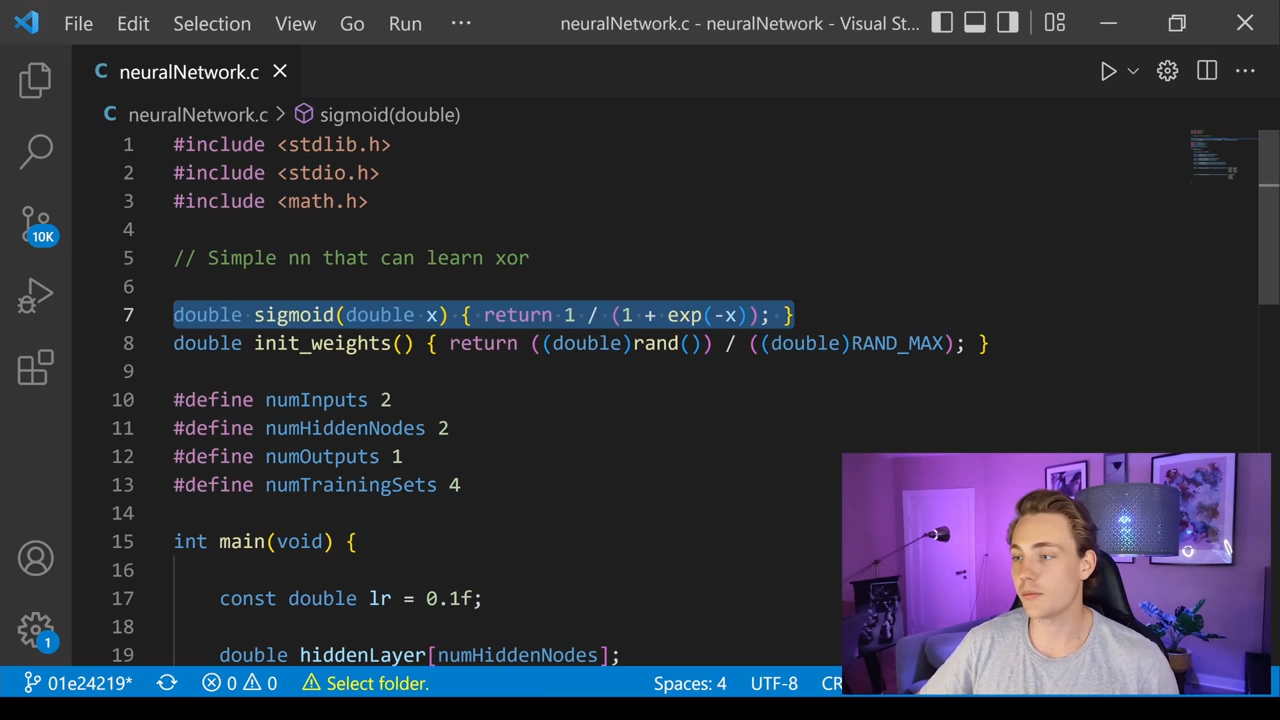 File Edit Selection View Go Run ··· neuralNetwork.c - neuralNetwork - Visual St...
C neuralNetwork.c
C neuralNetwork.c > sigmoid(double)
1 #include <stdlib.h>
2 #include <stdio.h>
3 #include <math.h>
4
5 // Simple nn that can learn xor
6
7 double sigmoid(double x) { return 1 / (1 + exp(-x)); }
8 double init_weights() { return ((double)rand()) / ((double)RAND_MAX); }
9
10 #define numInputs 2
11 #define numHiddenNodes 2
12 #define numOutputs 1
13 #define numTrainingSets 4
14
15 int main(void) {
16
17 const double lr = 0.1f;
18
19 double hiddenLayer[numHiddenNodes];
10K
1
01e24219* 0 0 Select folder. Spaces: 4 UTF-8 CR